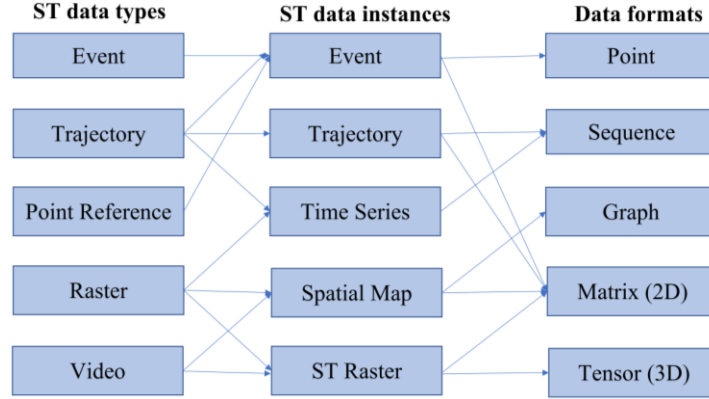 ST data types ST data instances Data formats
Event Event Point
Trajectory Trajectory Sequence
Point Reference Time Series Graph
Raster Spatial Map Matrix (2D)
Video ST Raster Tensor (3D)